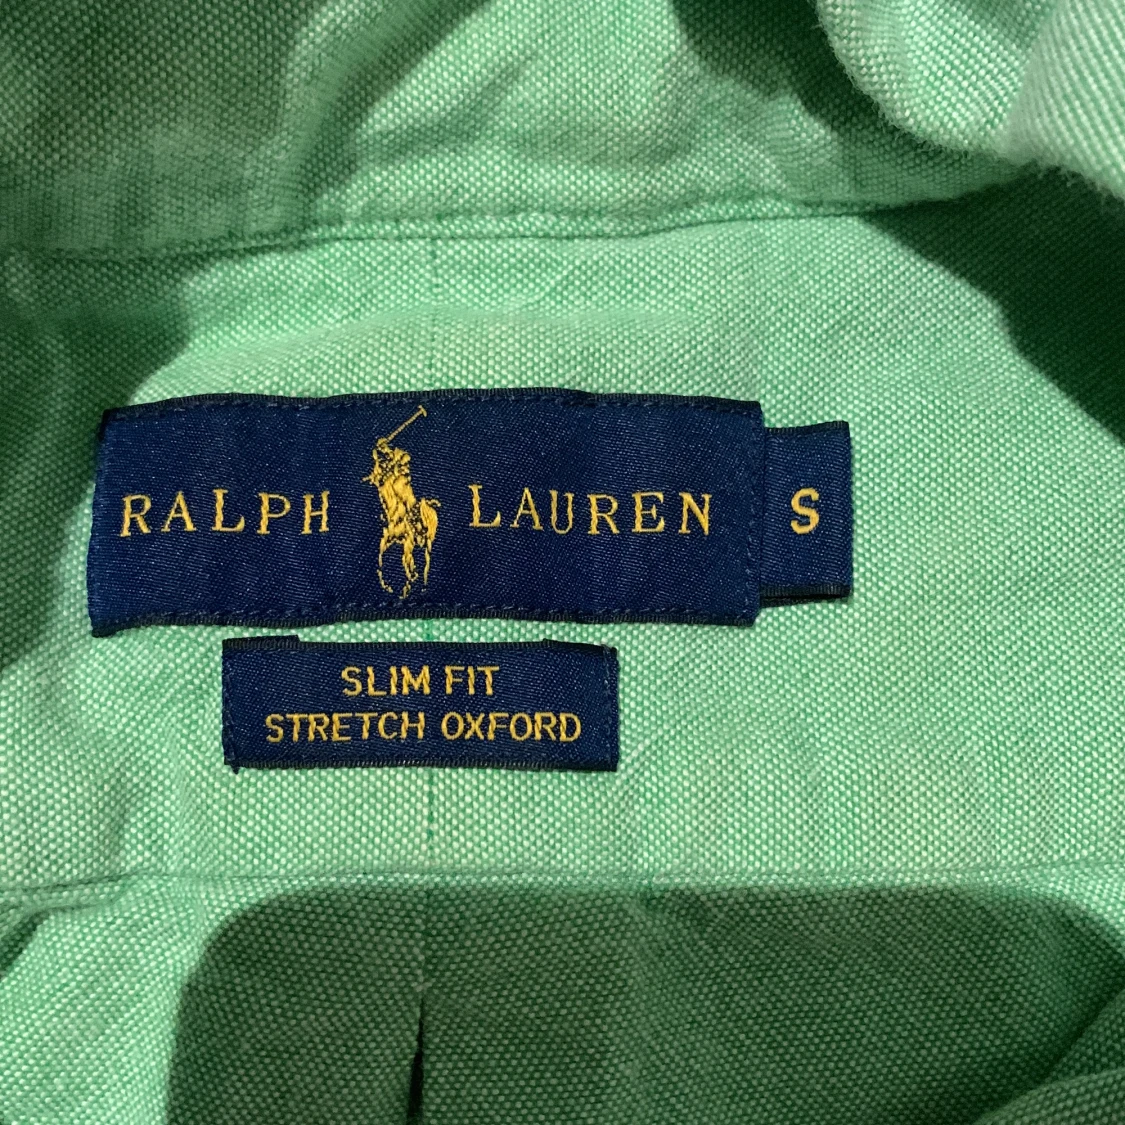 RALPH LAUREN S
SLIM FIT
STRETCH OXFORD